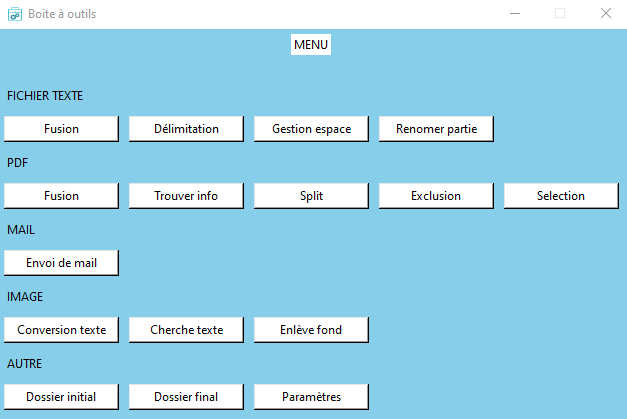 Boite à outils
MENU
FICHIER TEXTE
Fusion Délimitation Gestion espace Renomer partie
PDF
Fusion Trouver info Split Exclusion Selection
MAIL
Envoi de mail
IMAGE
Conversion texte Cherche texte Enlève fond
AUTRE
Dossier initial Dossier final Paramètres